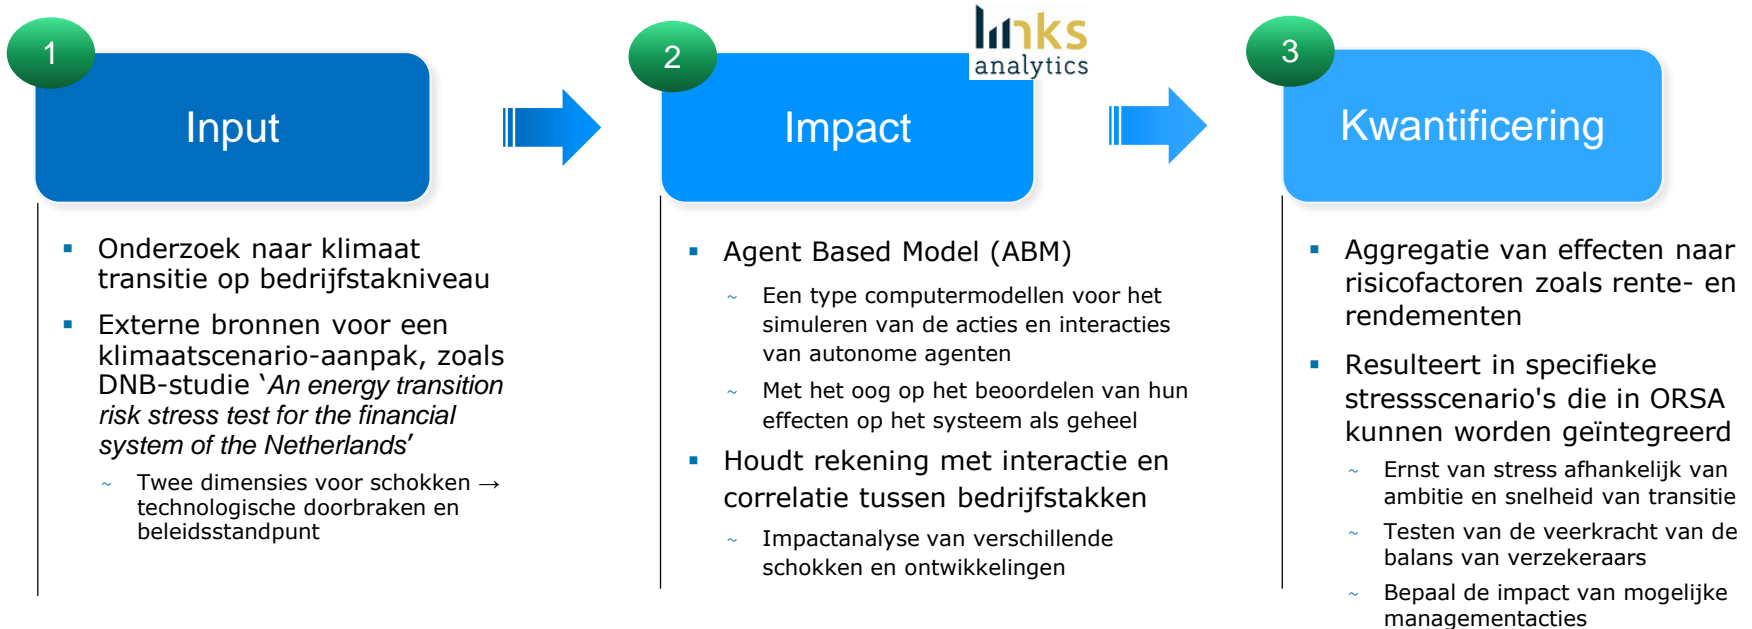 1
Input
Onderzoek naar klimaat
transitie op bedrijfstakniveau
Externe bronnen voor een
klimaatscenario-aanpak, zoals
DNB-studie ‘An energy transition
risk stress test for the financial
system of the Netherlands’
~ Twee dimensies voor schokken →
technologische doorbraken en
beleidsstandpunt
2
links
analytics
Impact
Agent Based Model (ABM)
~ Een type computermodellen voor het
simuleren van de acties en interacties
van autonome agenten
~ Met het oog op het beoordelen van hun
effecten op het systeem als geheel
Houdt rekening met interactie en
correlatie tussen bedrijfstakken
~ Impactanalyse van verschillende
schokken en ontwikkelingen
3
Kwantificering
Aggregatie van effecten naar
risicofactoren zoals rente- en
rendementen
Resulteert in specifieke
stressscenario's die in ORSA
kunnen worden geïntegreerd
~ Ernst van stress afhankelijk van
ambitie en snelheid van transitie
~ Testen van de veerkracht van de
balans van verzekeraars
~ Bepaal de impact van mogelijke
managementacties